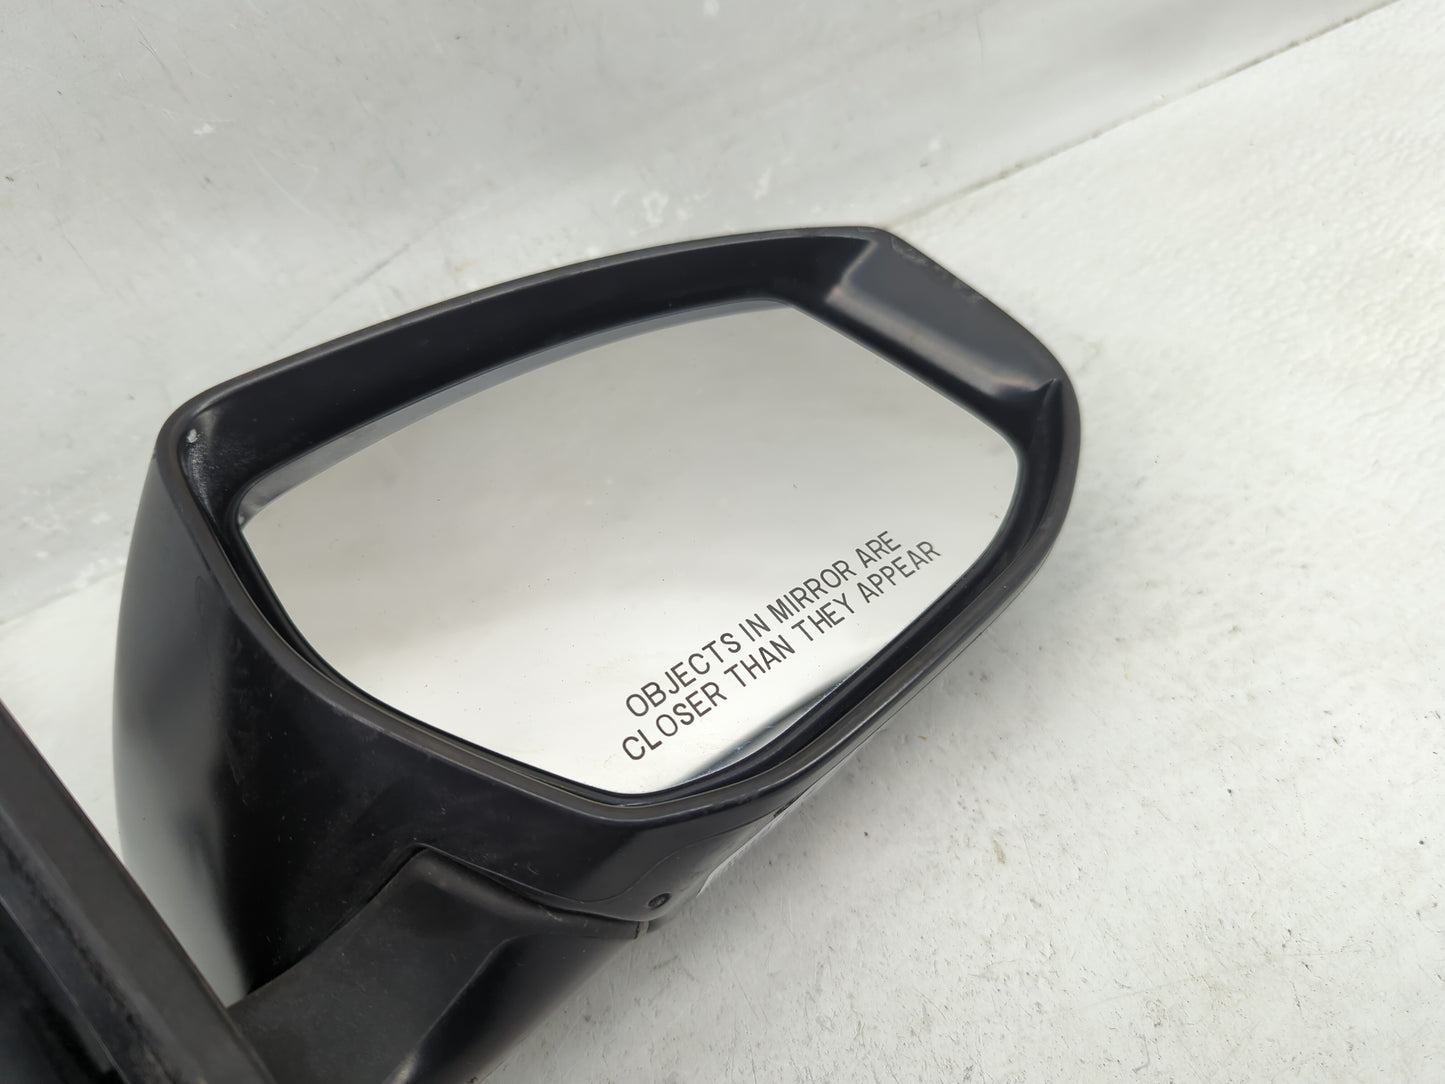 OBJECTS IN MIRROR ARE
CLOSER THAN THEY APPEAR